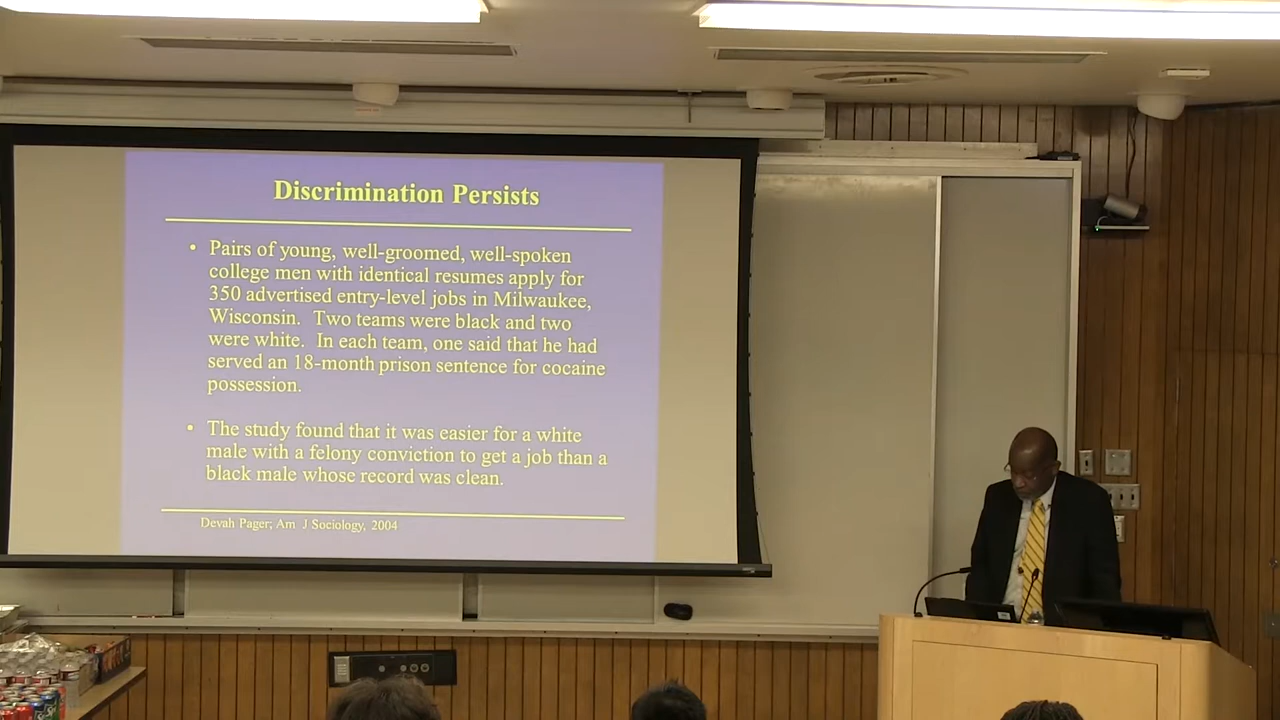 Discrimination Persists
• Pairs of young, well-groomed, well-spoken
college men with identical resumes apply for
350 advertised entry-level jobs in Milwaukee,
Wisconsin. Two teams were black and two
were white. In each team, one said that he had
served an 18-month prison sentence for cocaine
possession.
• The study found that it was easier for a white
male with a felony conviction to get a job than a
black male whose record was clean.
Devah Pager; Am J Sociology, 2004